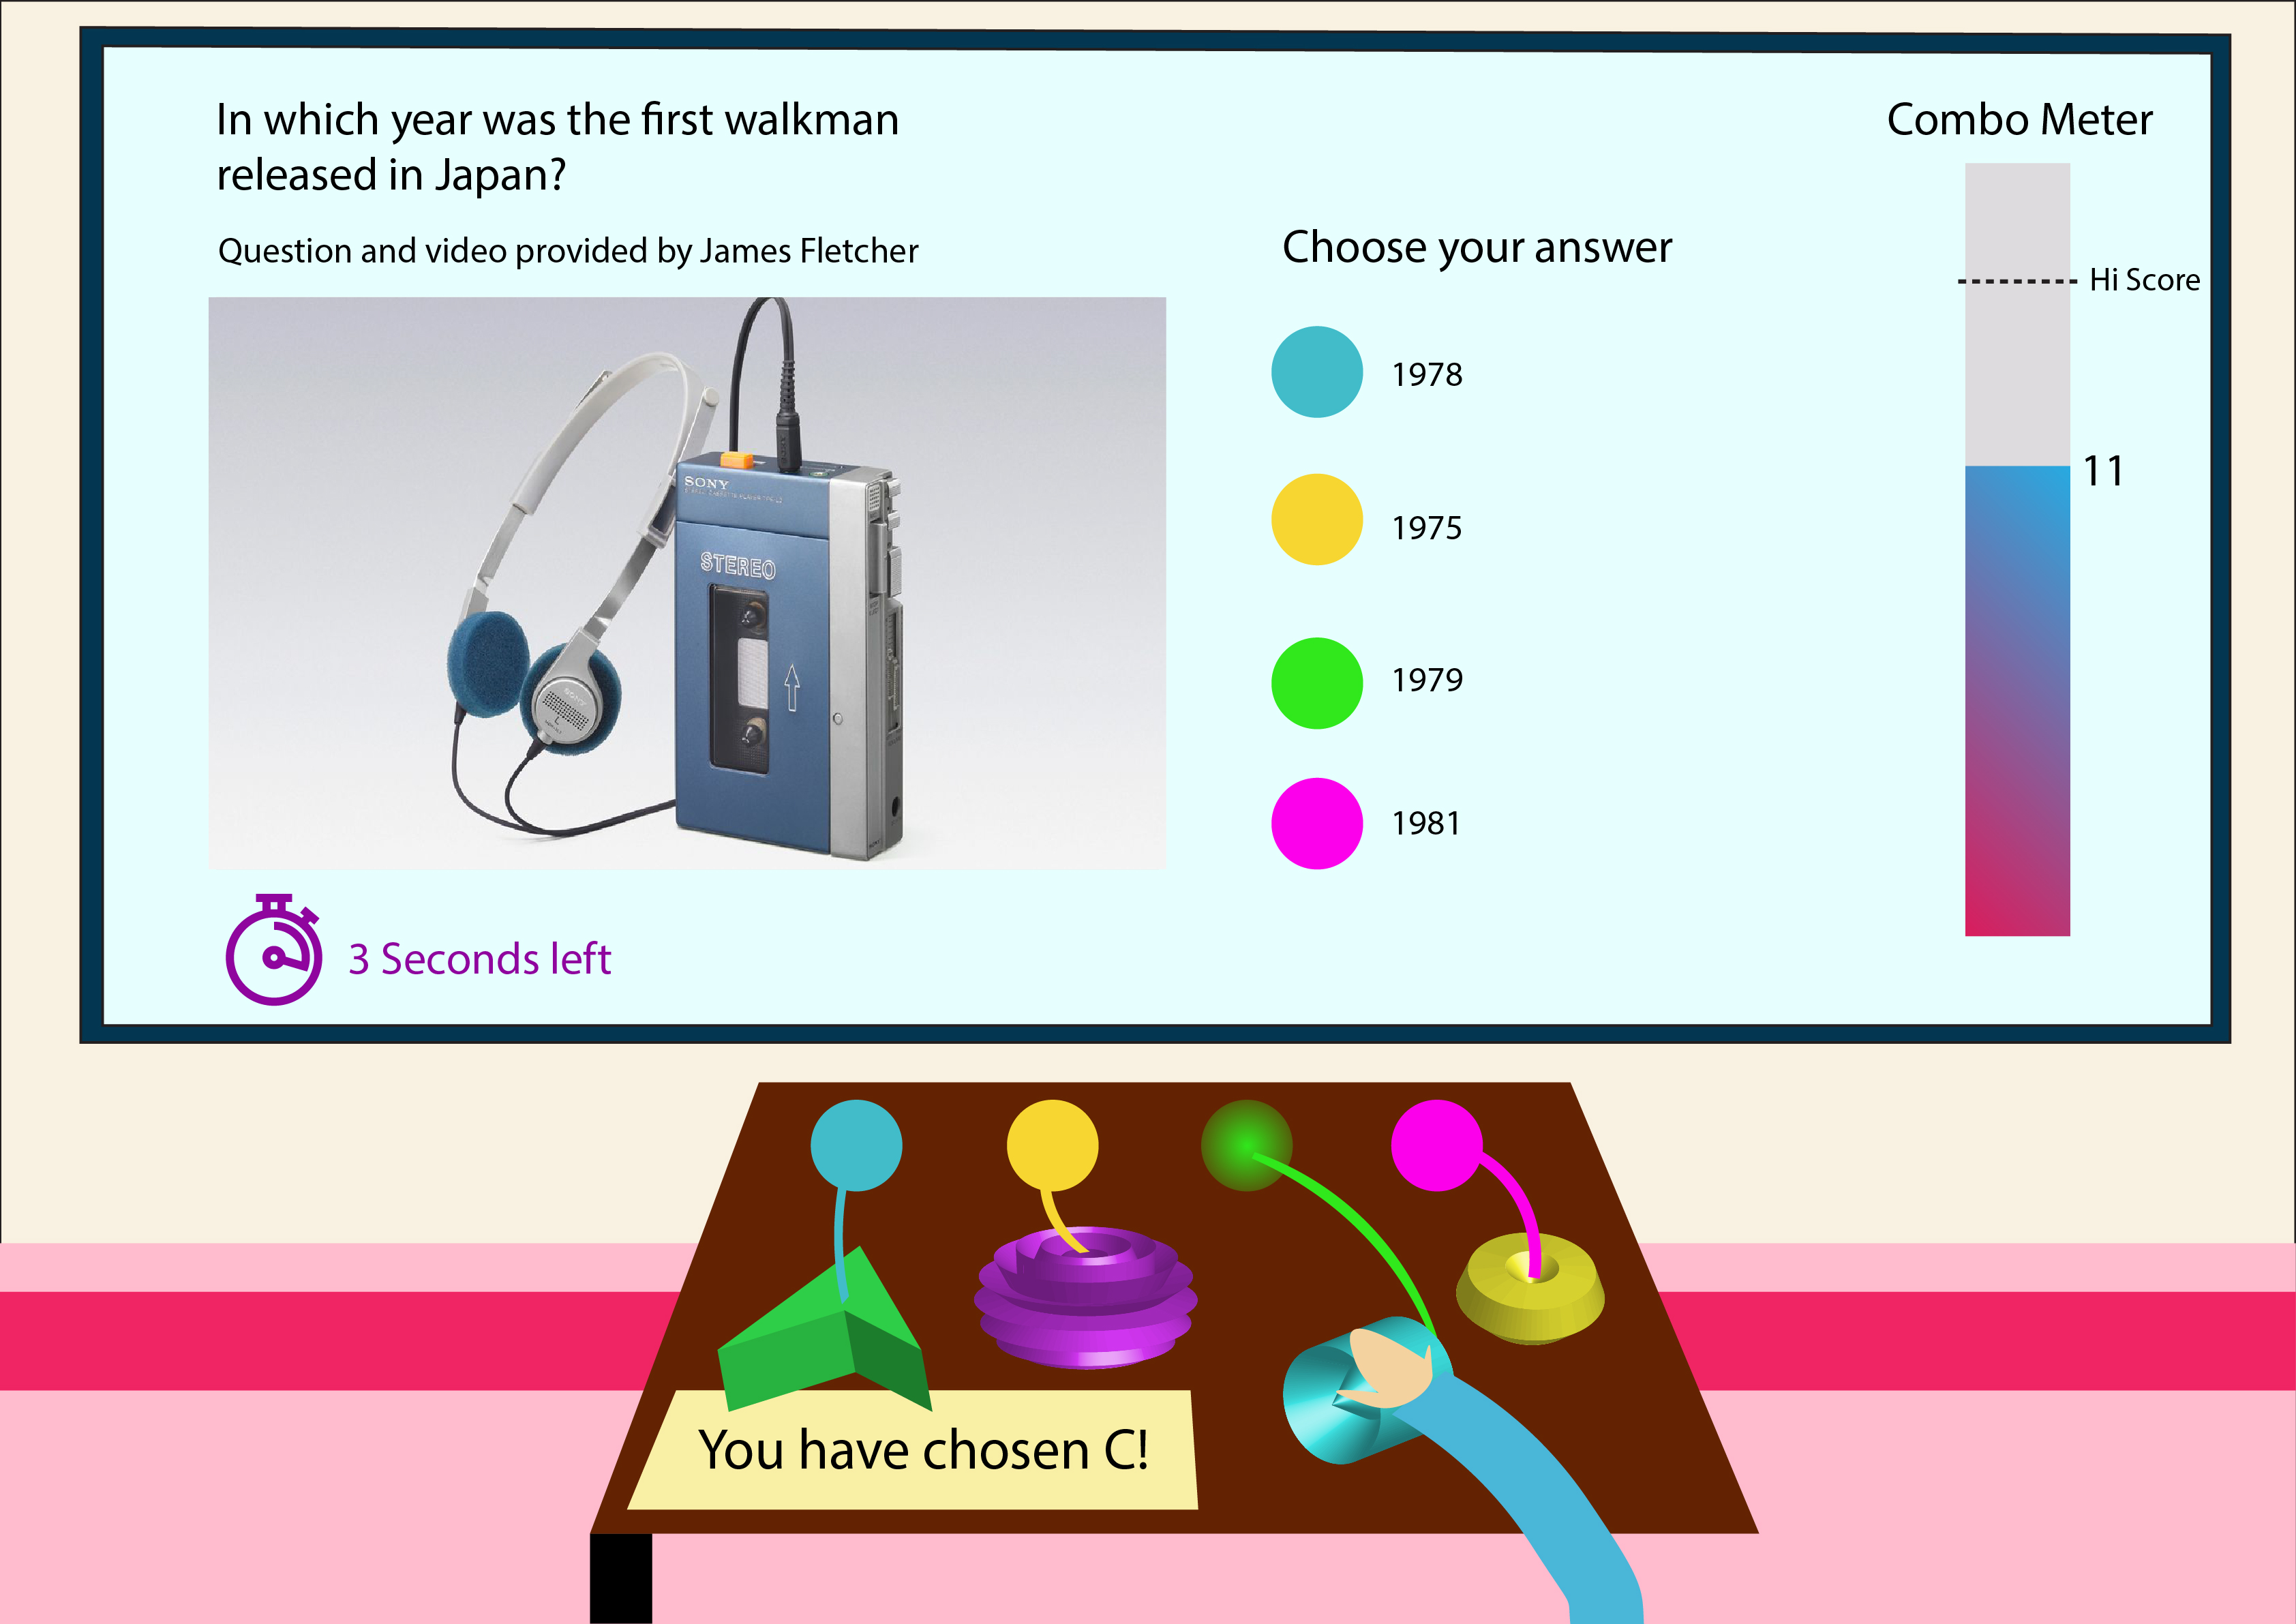 In which year was the first walkman
released in Japan?
Question and video provided by James Fletcher
SONY
STEREO
3 Seconds left
Choose your answer
1978
1975
1979
1981
Combo Meter
Hi Score
11
You have chosen C!